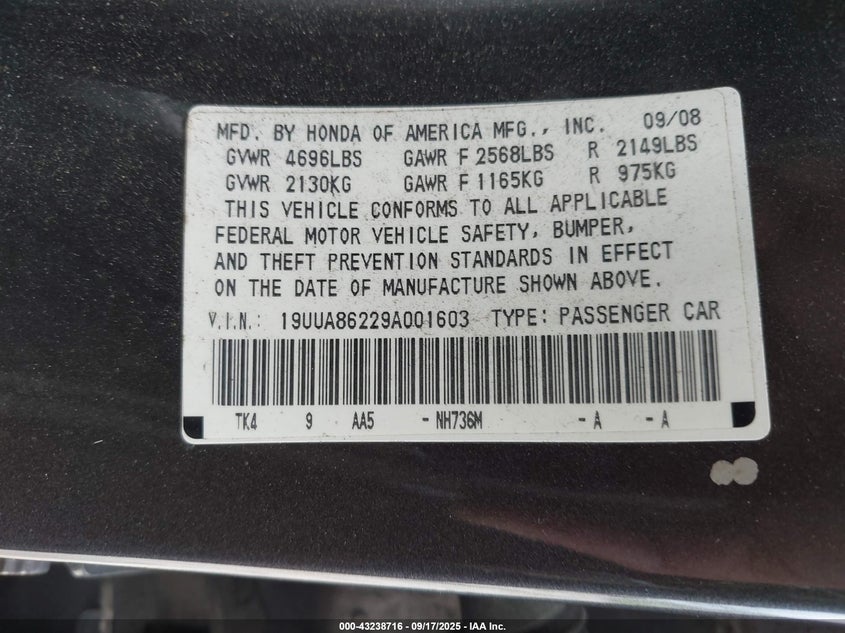 MFD. BY HONDA OF AMERICA MFG., INC. 09/08
GVWR 4696LBS GAWR F 2568LBS R 2149LBS
GVWR 2130KG GAWR F 1165KG R 975KG
THIS VEHICLE CONFORMS TO ALL APPLICABLE
FEDERAL MOTOR VEHICLE SAFETY, BUMPER,
AND THEFT PREVENTION STANDARDS IN EFFECT
ON THE DATE OF MANUFACTURE SHOWN ABOVE.
V.I.N.: 19UUA86229A001603 TYPE: PASSENGER CAR
TK4 9 AA5 - NH736M - A - A
000-43238716 - 09/17/2025 - IAA Inc.